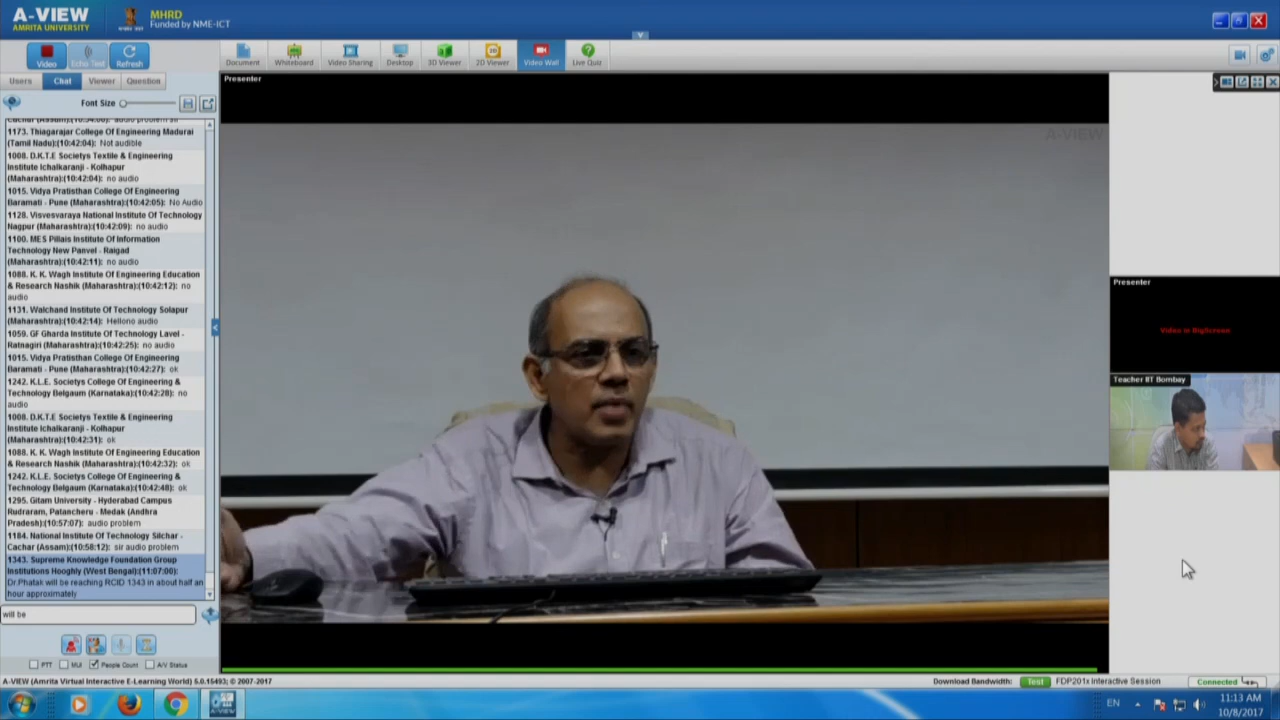 A-VIEW
AMRITA UNIVERSITY
MHRD
Funded by NME-ICT
Video
Echo Test
Refresh
Document
Whiteboard
Video Sharing
Desktop
3D Viewer
2D Viewer
Video Wall
Live Quiz
Users
Chat
Viewer
Question
Font Size
1173. Thiagarajar College Of Engineering Madurai
(Tamil Nadu):(10:42:04): Not audible
1008. D.K.T.E Societys Textile & Engineering
Institute Ichalkaranji - Kolhapur
(Maharashtra):(10:42:04): no audio
1015. Vidya Pratisthan College Of Engineering
Baramati - Pune (Maharashtra):(10:42:05): No Audio
1128. Visvesvaraya National Institute Of Technology
Nagpur (Maharashtra):(10:42:09): no audio
1100. MES Pillais Institute Of Information
Technology New Panvel - Raigad
(Maharashtra):(10:42:11): no audio
1088. K. K. Wagh Institute Of Engineering Education
& Research Nashik (Maharashtra):(10:42:12): no
audio
1131. Walchand Institute Of Technology Solapur
(Maharashtra):(10:42:14): Hellono audio
1059. GF Gharda Institute Of Technology Lavel -
Ratnagiri (Maharashtra):(10:42:25): no audio
1015. Vidya Pratisthan College Of Engineering
Baramati - Pune (Maharashtra):(10:42:27): ok
1242. K.L.E. Societys College Of Engineering &
Technology Belgaum (Karnataka):(10:42:28): no
audio
1008. D.K.T.E Societys Textile & Engineering
Institute Ichalkaranji - Kolhapur
(Maharashtra):(10:42:31): ok
1088. K. K. Wagh Institute Of Engineering Education
& Research Nashik (Maharashtra):(10:42:32): ok
1242. K.L.E. Societys College Of Engineering &
Technology Belgaum (Karnataka):(10:42:48): ok
1295. Gitam University - Hyderabad Campus
Rudraram, Patancheru - Medak (Andhra
Pradesh):(10:57:07): audio problem
1184. National Institute Of Technology Silchar -
Cachar (Assam):(10:58:12): sir audio problem
1343. Supreme Knowledge Foundation Group
Institutions Hooghly (West Bengal):(11:07:00):
Dr.Phatak will be reaching RCID 1343 in about half an
hour approximately
will be
PTT
MUI
People Count
A/V Status
Presenter
A-VIEW
Presenter
Video in BigScreen
Teacher IIT Bombay
A-VIEW (Amrita Virtual Interactive E-Learning World) 5.0.15493; © 2007-2017
Download Bandwidth:
Test
FDP201x Interactive Session
Connected
A-VIEW
EN
11:13 AM
10/8/2017